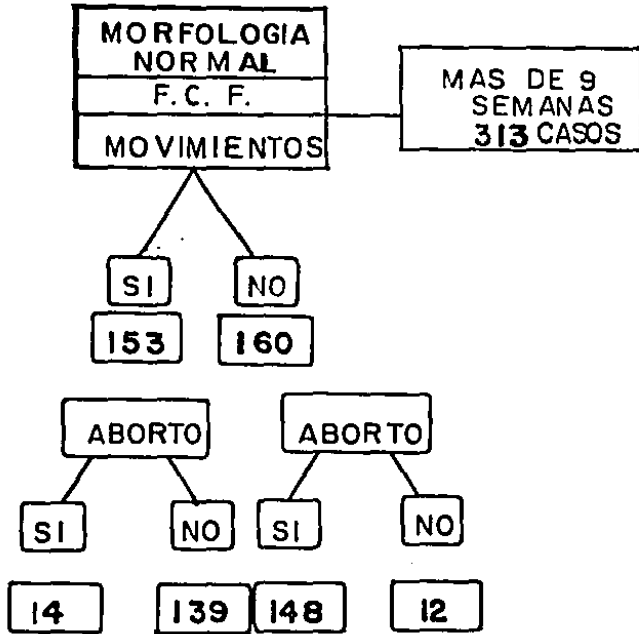 MORFOLOGIA
NORMAL
F. C. F.
MOVIMIENTOS
MAS DE 9
SEMANAS
313 CASOS
SI
NO
153
160
ABORTO
ABORTO
SI
NO
SI
NO
14
139
148
12